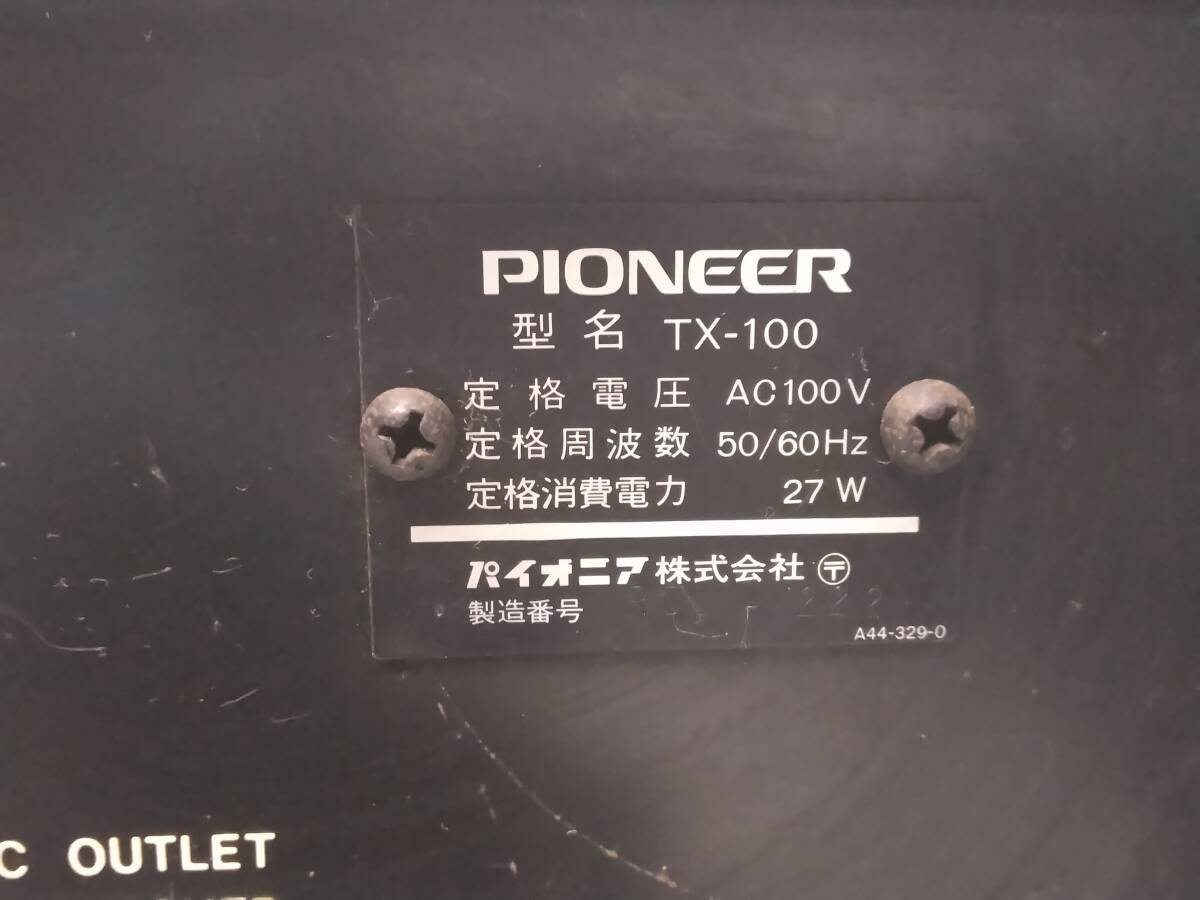 PIONEER
型名 TX-100
定格電圧 AC100V
定格周波数 50/60Hz
定格消費電力 27W
パイオニア株式会社 〶
製造番号
A44-329-0
C OUTLET